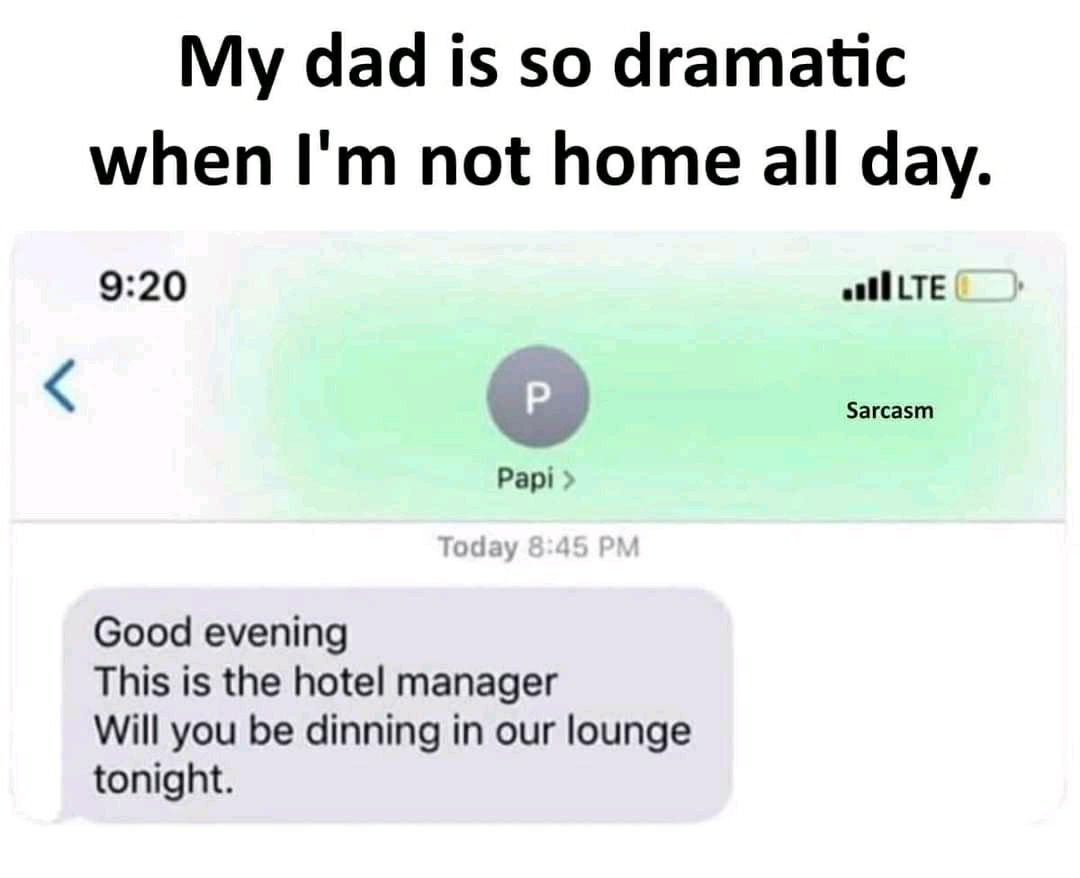 My dad is so dramatic
when I'm not home all day.
9:20
LTE
P
Sarcasm
Papi >
Today 8:45 PM
Good evening
This is the hotel manager
Will you be dinning in our lounge
tonight.